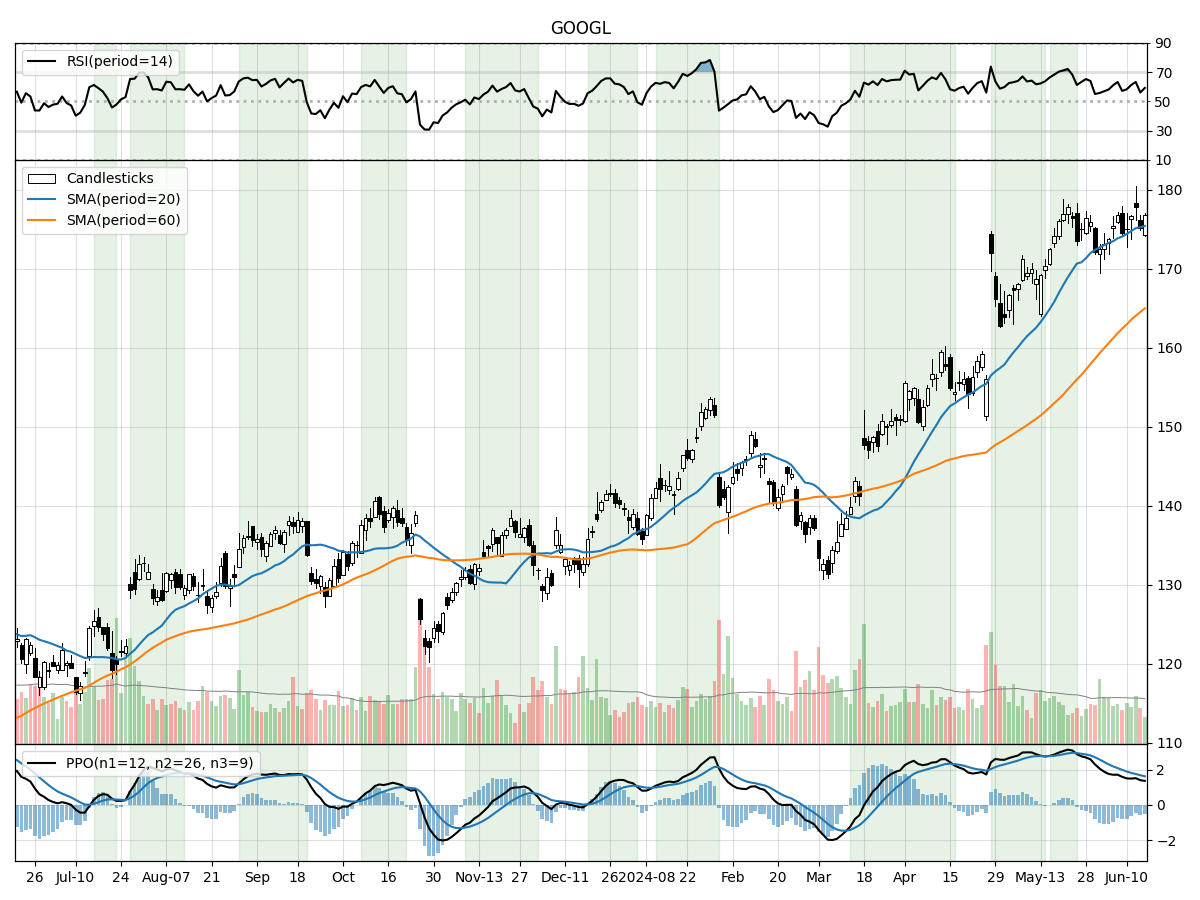 GOOGL
RSI(period=14)
90
70
50
30
10
Candlesticks
SMA(period=20)
SMA(period=60)
180
170
160
150
140
130
120
110
PPO(n1=12, n2=26, n3=9)
2
0
−2
26 Jul-10 24 Aug-07 21 Sep 18 Oct 16 30 Nov-13 27 Dec-11 26 2024-08 22 Feb 20 Mar 18 Apr 15 29 May-13 28 Jun-10